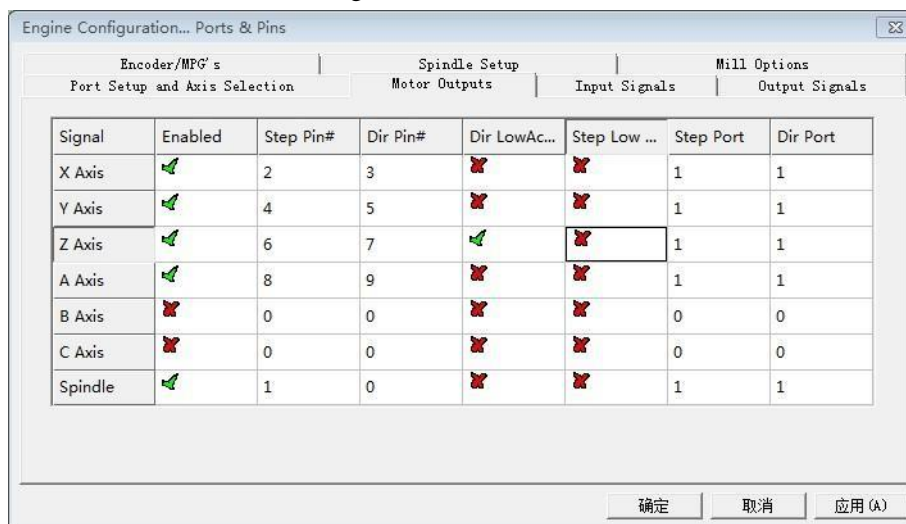 Engine Configuration... Ports & Pins
Encoder/MPG's Spindle Setup Mill Options
Port Setup and Axis Selection Motor Outputs Input Signals Output Signals
Signal Enabled Step Pin# Dir Pin# Dir LowAc... Step Low ... Step Port Dir Port
X Axis 2 3 1 1
Y Axis 4 5 1 1
Z Axis 6 7 1 1
A Axis 8 9 1 1
B Axis 0 0 0 0
C Axis 0 0 0 0
Spindle 1 0 1 1
确定 取消 应用(A)